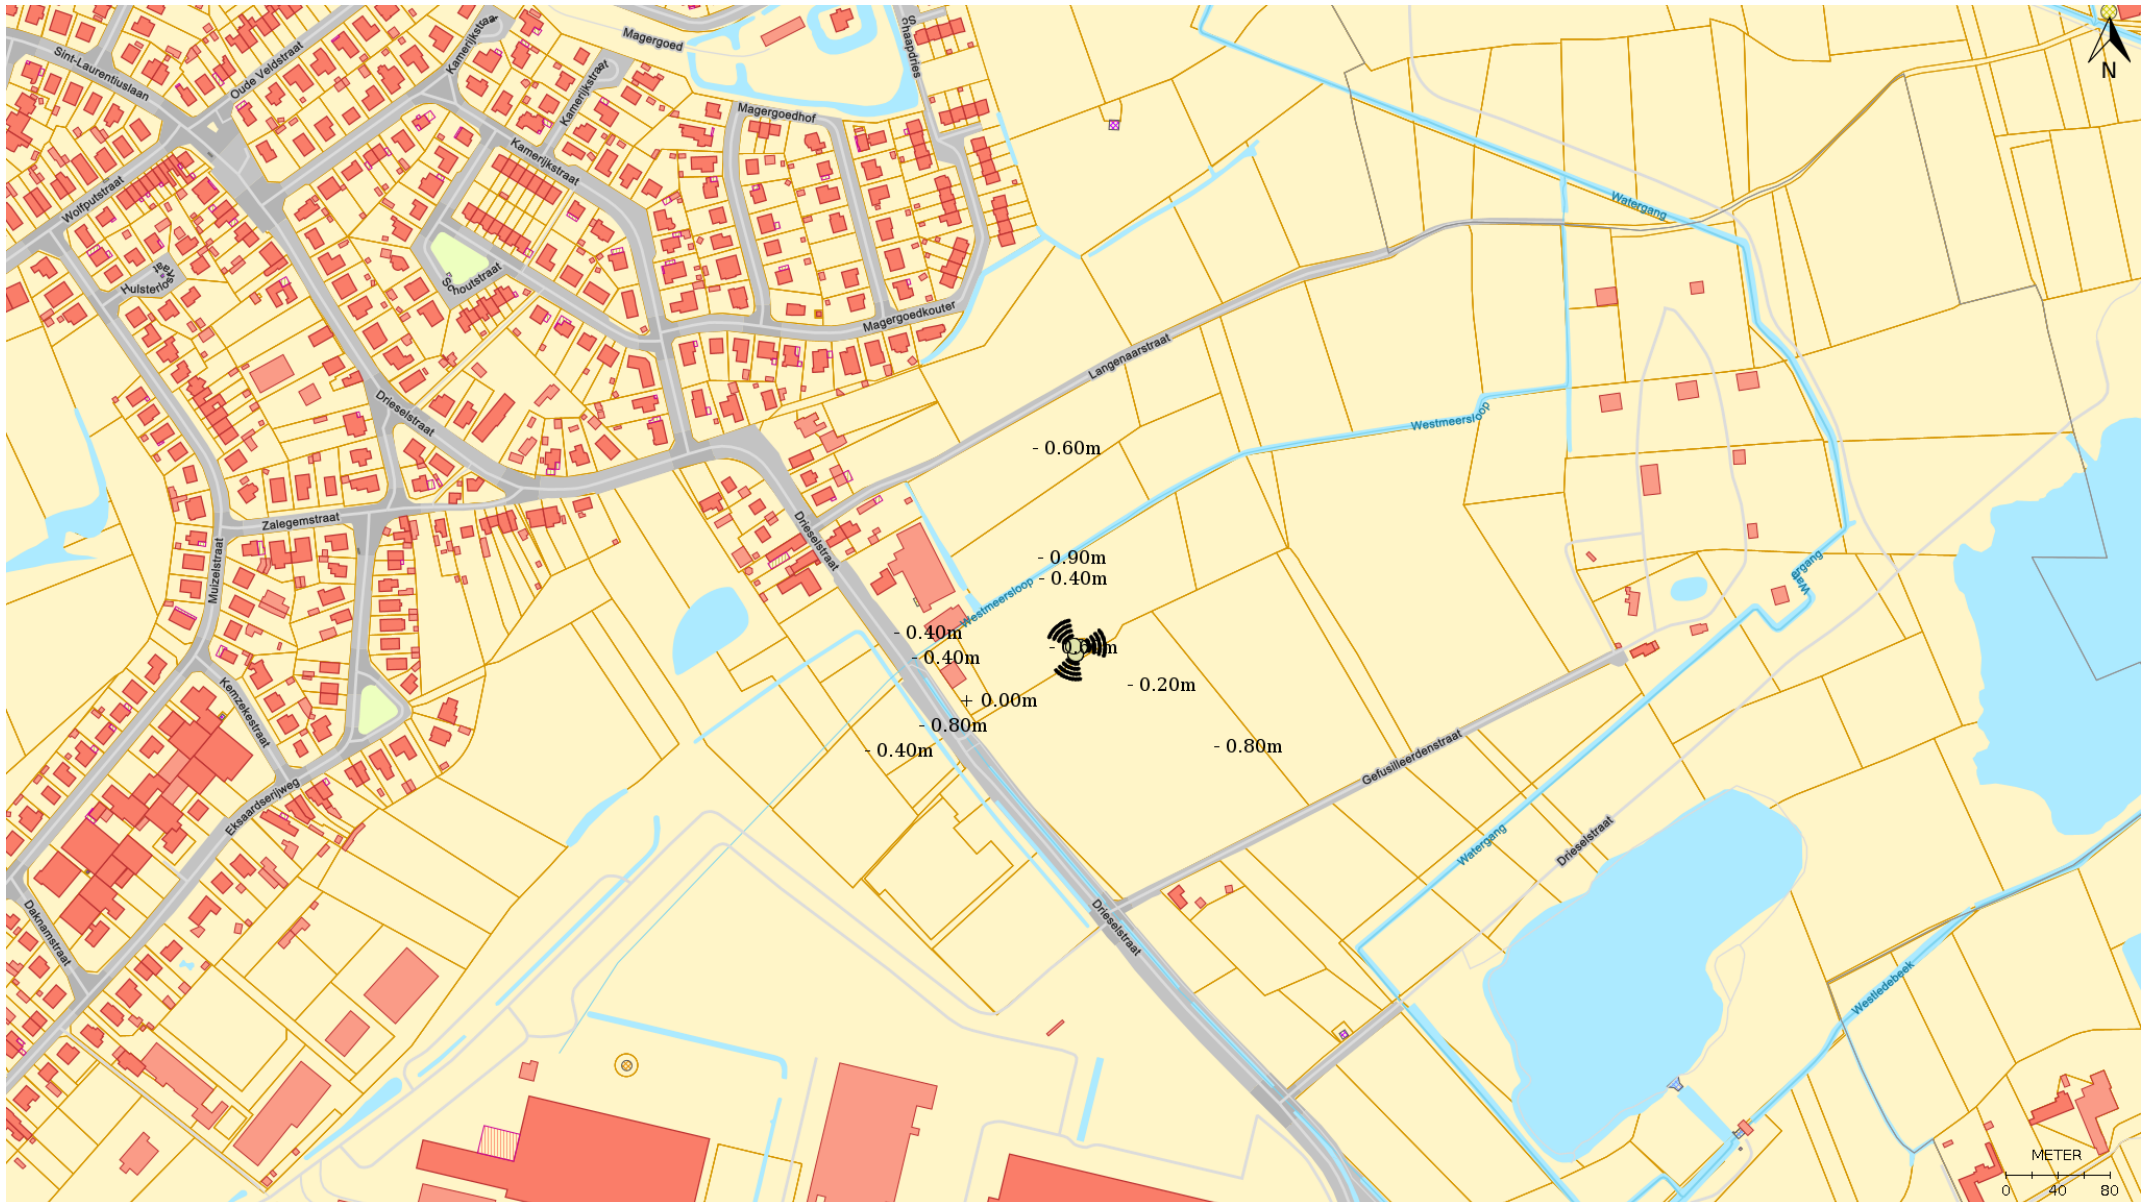 Sint-Laurentiuslaan
Oude Veldstraat
Kamerijkstraat
Magergoed
Schaapdries
N
Kamerijkstraat
Magergoedhof
Kamerijkstraat
Wolfputstraat
Watergang
Hulsterlostraat
Schoutstraat
Magergoedkouter
Langenaarstraat
Drieselstraat
Westmeersloop
- 0.60m
Zalegemstraat
Drieselstraat
Muizelstraat
- 0.90m
- 0.40m
Westmeersloop
Watergang
- 0.40m
- 0.40m
- 0.20m
+ 0.00m
- 0.80m
- 0.40m
- 0.80m
Kemzekestraat
Gefusilleerdenstraat
Eksaardserijweg
Watergang
Drieselstraat
Daknamstraat
Drieselstraat
Westledebeek
METER
0 40 80